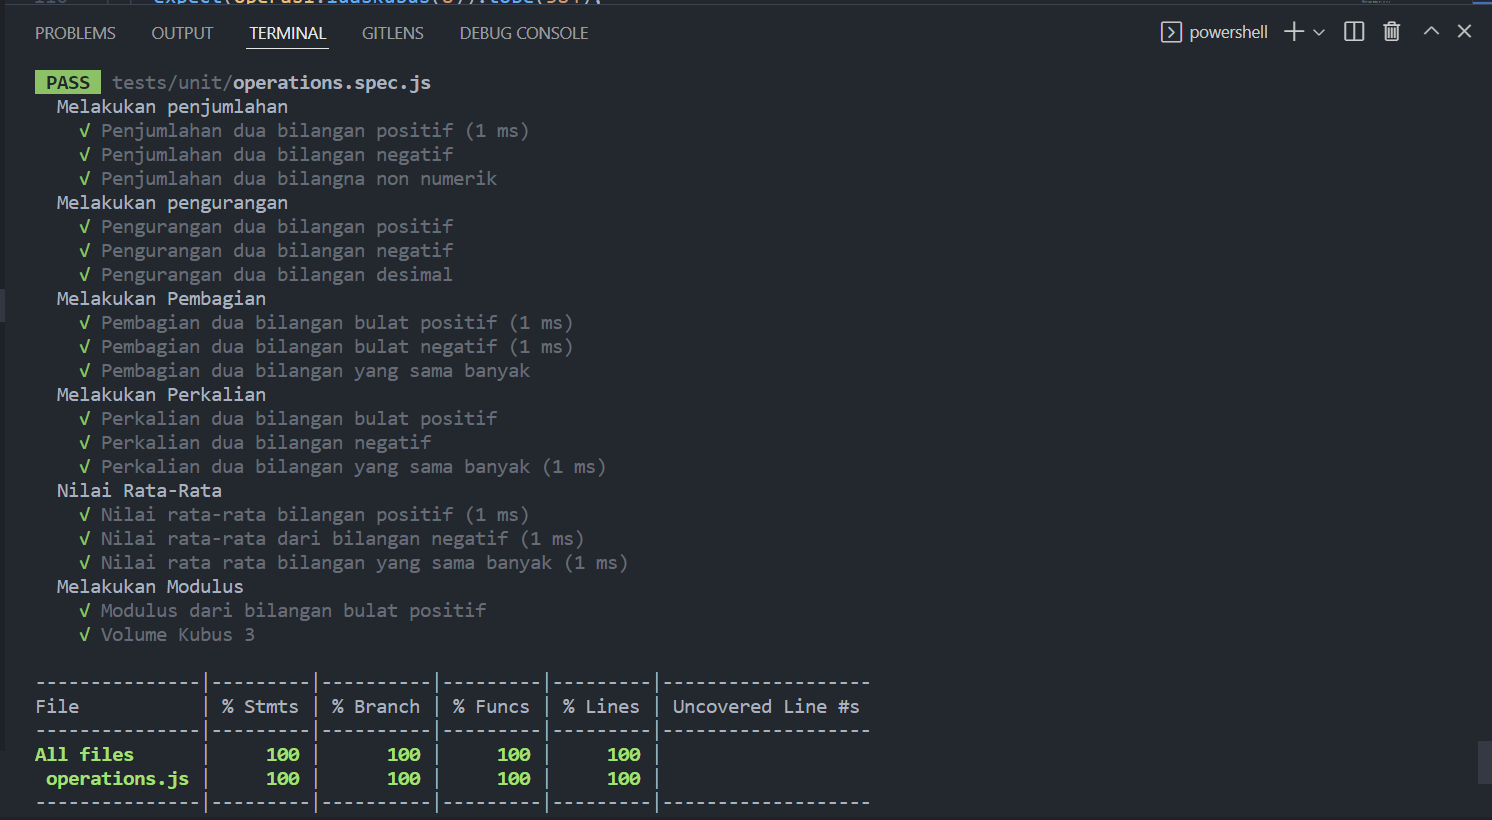 PROBLEMS OUTPUT TERMINAL GITLENS DEBUG CONSOLE powershell
PASS tests/unit/operations.spec.js
Melakukan penjumlahan
√ Penjumlahan dua bilangan positif (1 ms)
√ Penjumlahan dua bilangan negatif
√ Penjumlahan dua bilangna non numerik
Melakukan pengurangan
√ Pengurangan dua bilangan positif
√ Pengurangan dua bilangan negatif
√ Pengurangan dua bilangan desimal
Melakukan Pembagian
√ Pembagian dua bilangan bulat positif (1 ms)
√ Pembagian dua bilangan bulat negatif (1 ms)
√ Pembagian dua bilangan yang sama banyak
Melakukan Perkalian
√ Perkalian dua bilangan bulat positif
√ Perkalian dua bilangan negatif
√ Perkalian dua bilangan yang sama banyak (1 ms)
Nilai Rata-Rata
√ Nilai rata-rata bilangan positif (1 ms)
√ Nilai rata-rata dari bilangan negatif (1 ms)
√ Nilai rata rata bilangan yang sama banyak (1 ms)
Melakukan Modulus
√ Modulus dari bilangan bulat positif
√ Volume Kubus 3
---------------|---------|----------|---------|---------|-------------------
File | % Stmts | % Branch | % Funcs | % Lines | Uncovered Line #s
---------------|---------|----------|---------|---------|-------------------
All files | 100 | 100 | 100 | 100 |
operations.js | 100 | 100 | 100 | 100 |
---------------|---------|----------|---------|---------|-------------------